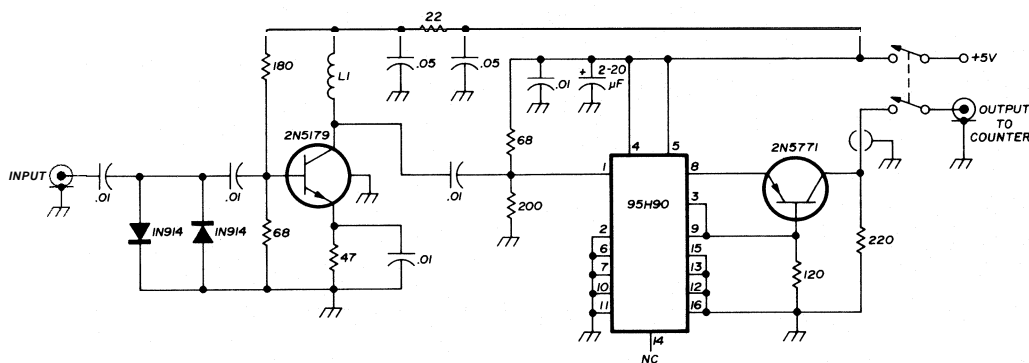 22
180
L1
.05
.05
.01
+
2-20
µF
+5V
OUTPUT
TO
COUNTER
2N5179
68
4
5
2N5771
INPUT
.01
.01
.01
1
8
200
95H90
3
9
1N914
1N914
68
47
.01
2
6
7
10
11
15
13
12
16
120
220
14
NC